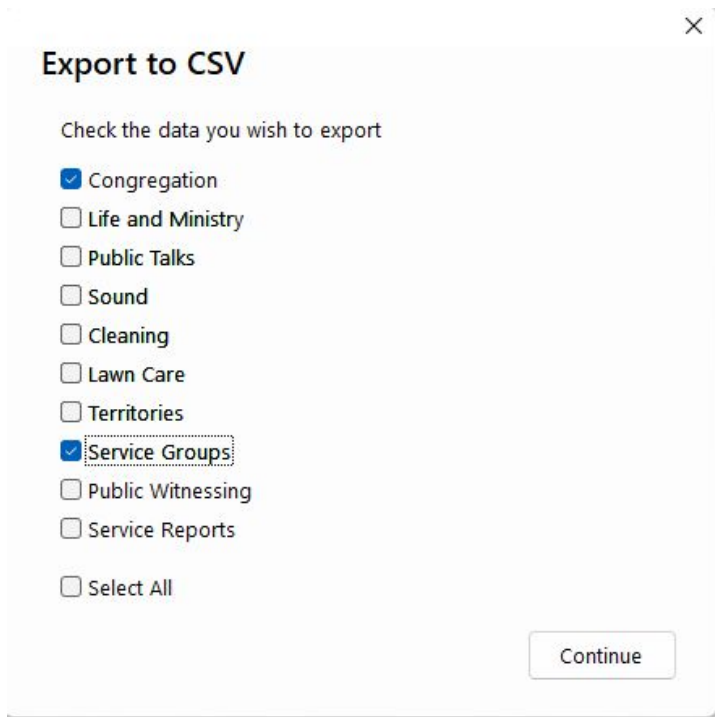 Export to CSV
Check the data you wish to export
Congregation
Life and Ministry
Public Talks
Sound
Cleaning
Lawn Care
Territories
Service Groups
Public Witnessing
Service Reports
Select All
Continue